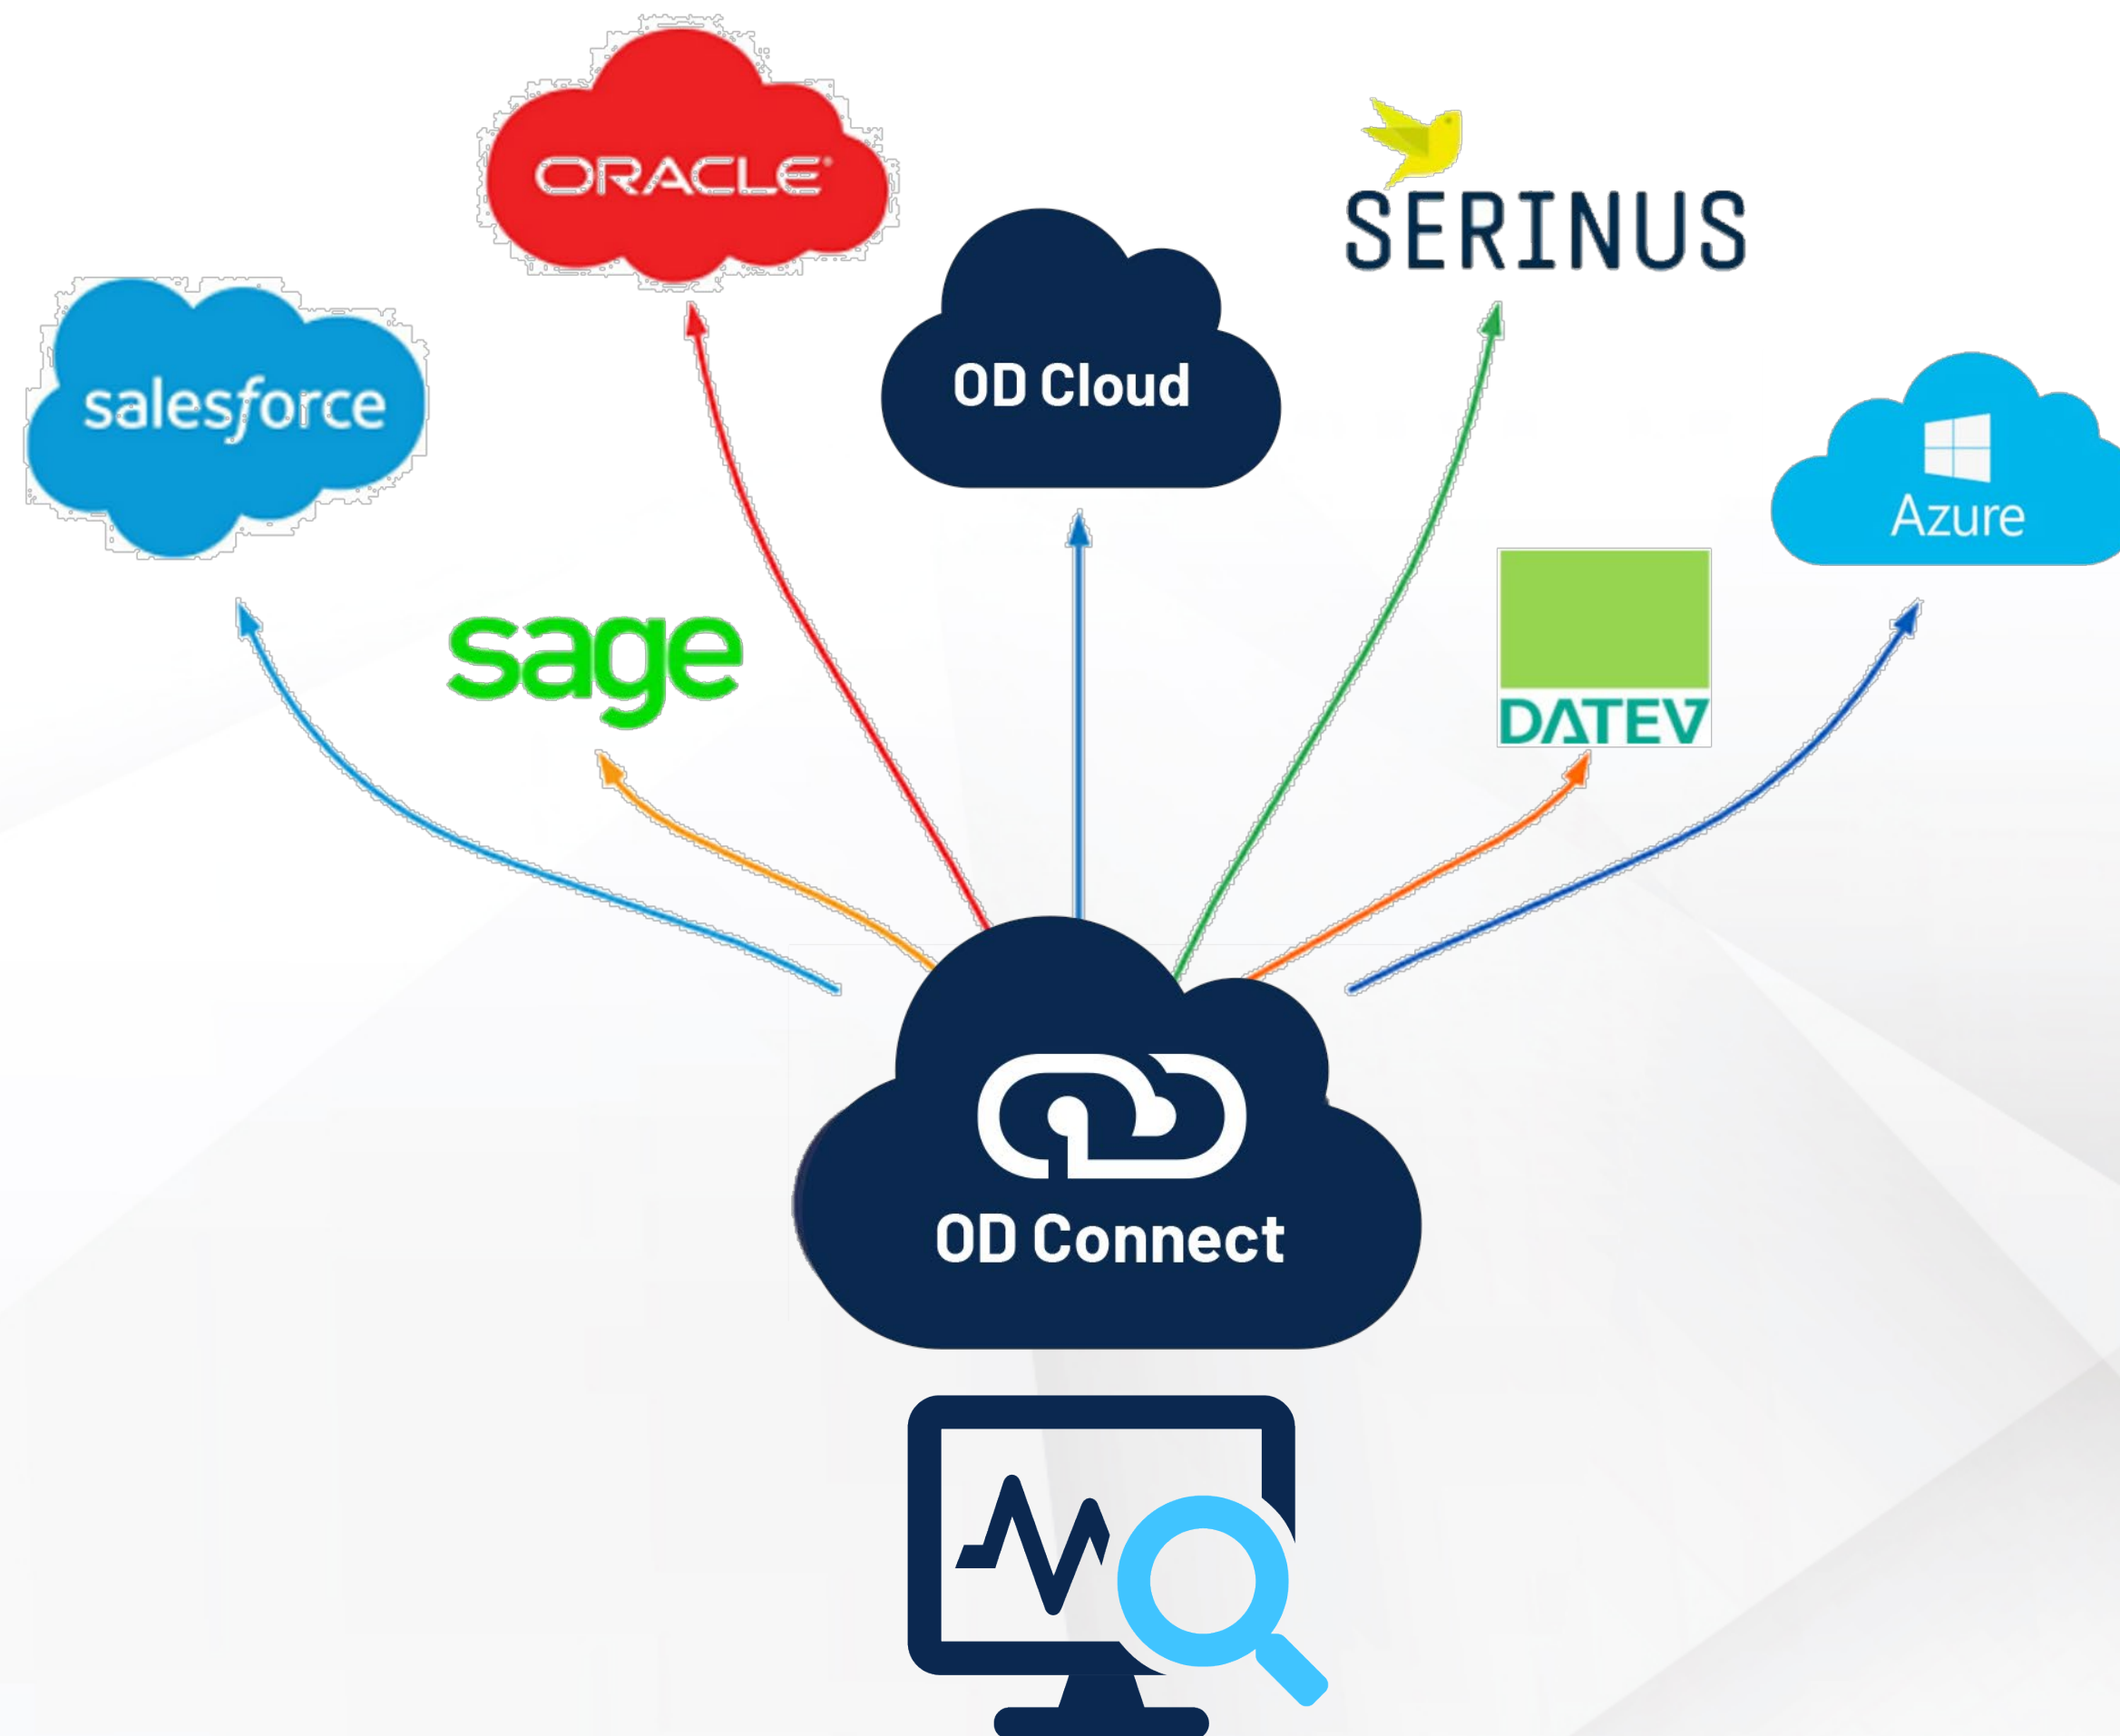 ORACLE
SERINUS
OD Cloud
salesforce
Azure
sage
DATEV
OD Connect